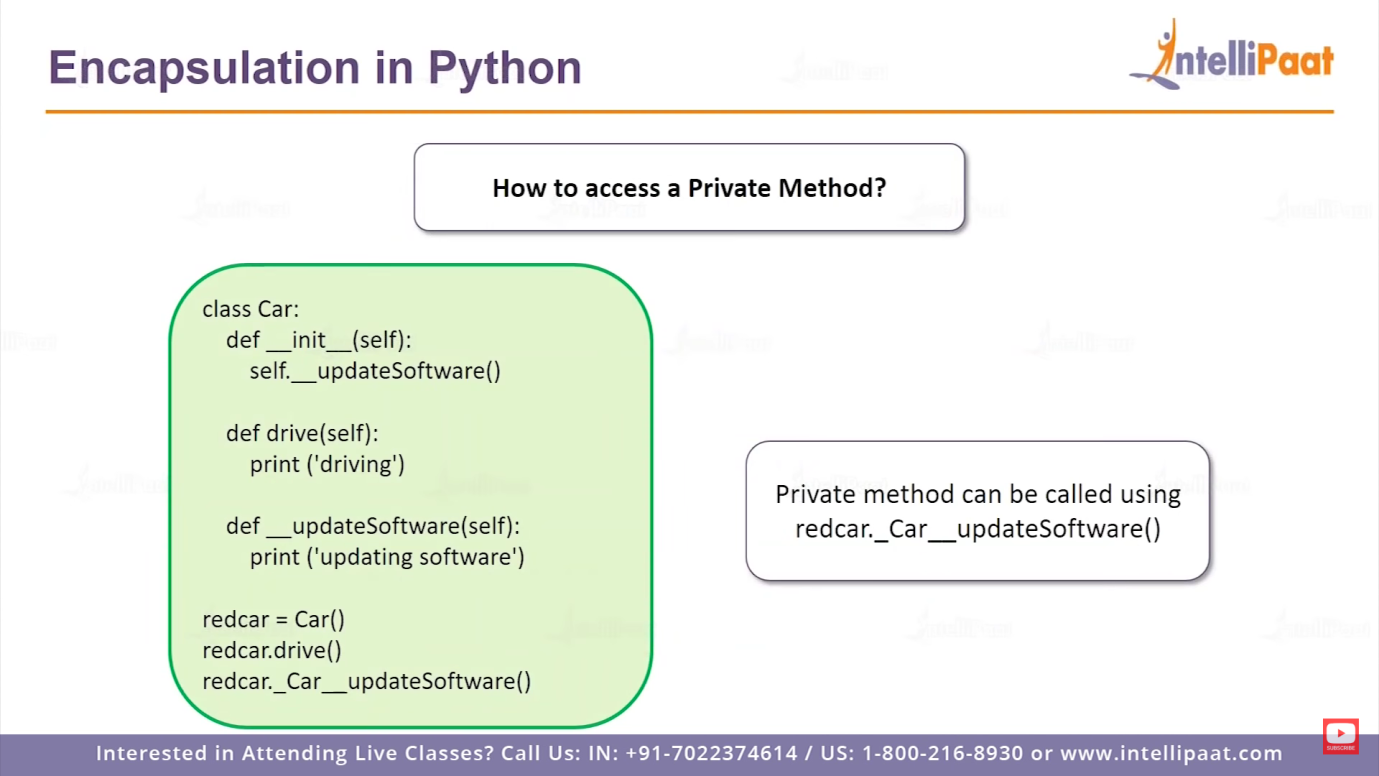 Encapsulation in Python
IntelliPaat
How to access a Private Method?
class Car:
def __init__(self):
self.__updateSoftware()
def drive(self):
print ('driving')
def __updateSoftware(self):
print ('updating software')
redcar = Car()
redcar.drive()
redcar._Car__updateSoftware()
Private method can be called using
redcar._Car__updateSoftware()
SUBSCRIBE
Interested in Attending Live Classes? Call Us: IN: +91-7022374614 / US: 1-800-216-8930 or www.intellipaat.com